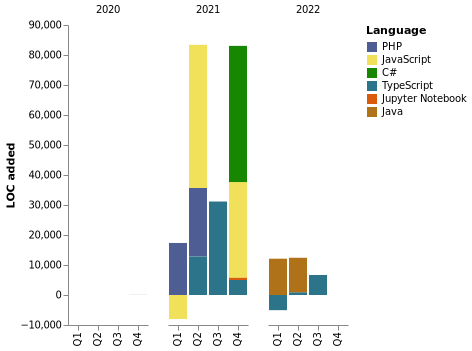 2020
2021
2022
90,000
80,000
70,000
60,000
50,000
40,000
30,000
20,000
10,000
0
−10,000
LOC added
Q1 Q2 Q3 Q4
Q1 Q2 Q3 Q4
Q1 Q2 Q3 Q4
Language
PHP
JavaScript
C#
TypeScript
Jupyter Notebook
Java